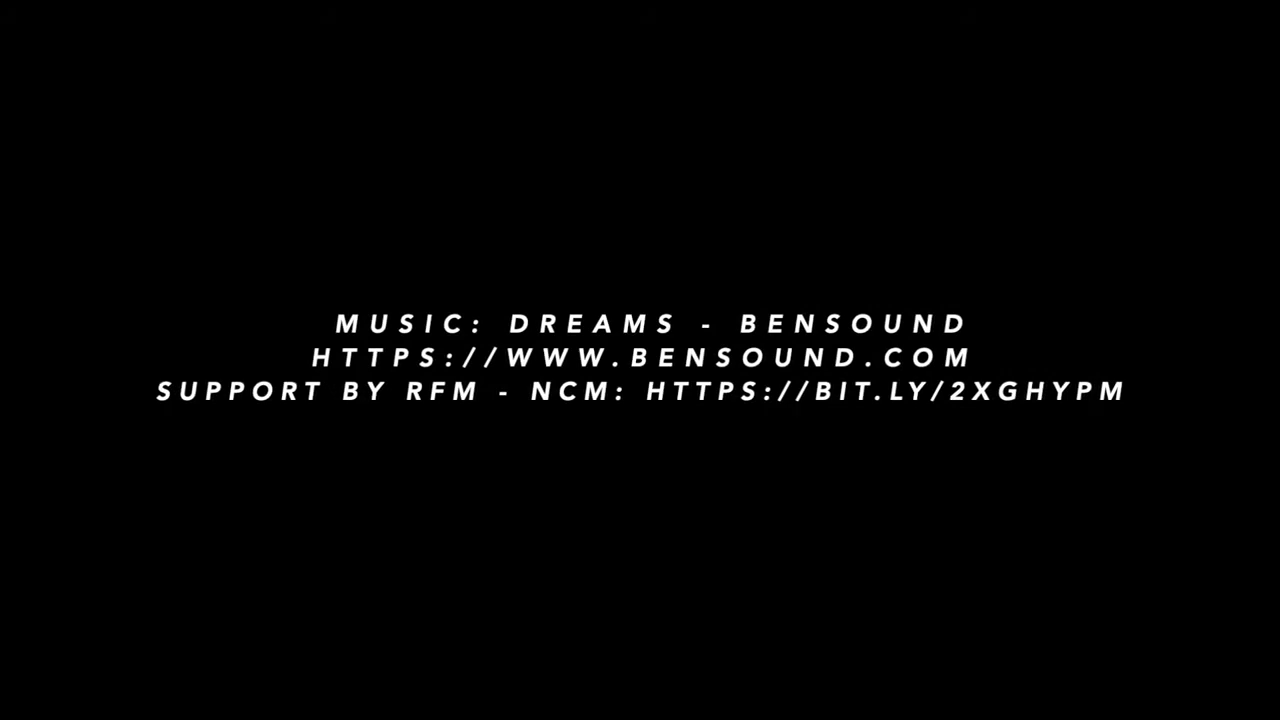 MUSIC: DREAMS - BENSOUND
HTTPS://WWW.BENSOUND.COM
SUPPORT BY RFM - NCM: HTTPS://BIT.LY/2XGHYPM